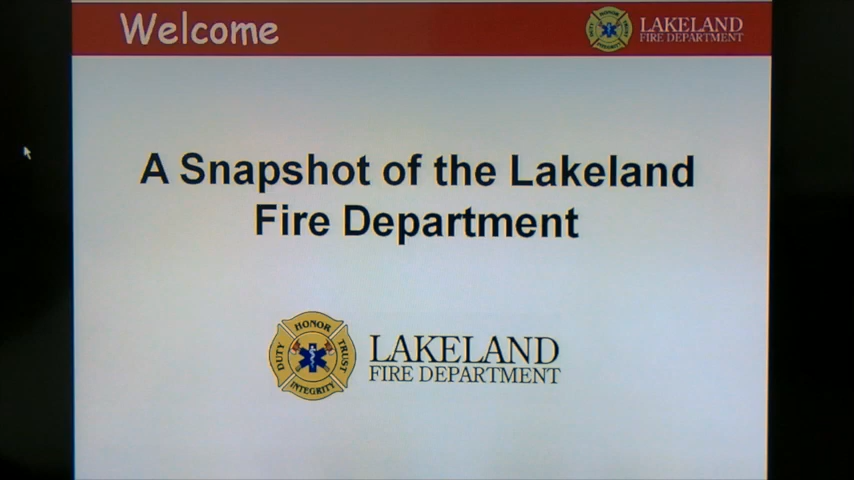 Welcome
LAKELAND
FIRE DEPARTMENT
A Snapshot of the Lakeland
Fire Department
HONOR
DUTY
TRUST
INTEGRITY
LAKELAND
FIRE DEPARTMENT